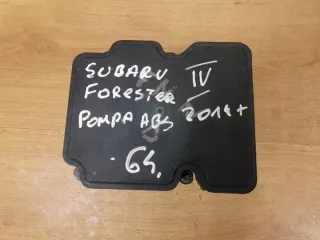 SUBARU IV
FORESTER
POMPA ABS 2014+
64.